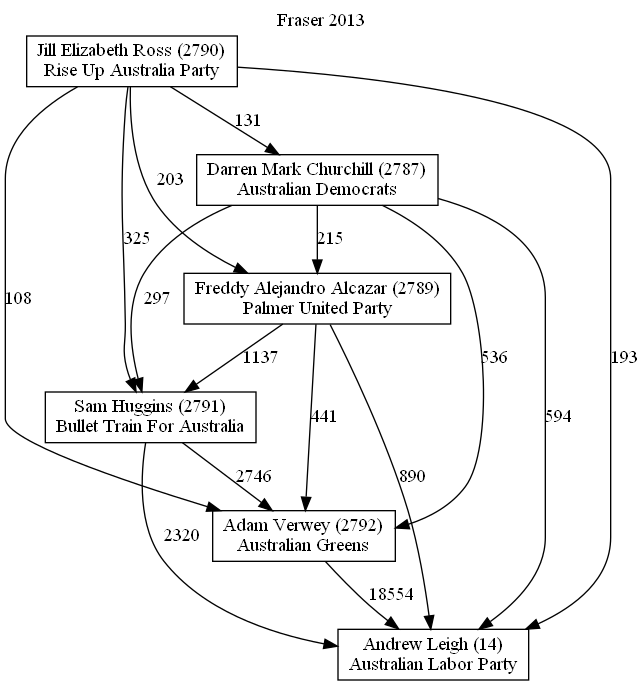 Fraser 2013
Jill Elizabeth Ross (2790)
Rise Up Australia Party
131
Darren Mark Churchill (2787)
Australian Democrats
203
325
297
215
108
Freddy Alejandro Alcazar (2789)
Palmer United Party
1137
536
193
441
594
Sam Huggins (2791)
Bullet Train For Australia
2746
890
Adam Verwey (2792)
Australian Greens
2320
18554
Andrew Leigh (14)
Australian Labor Party